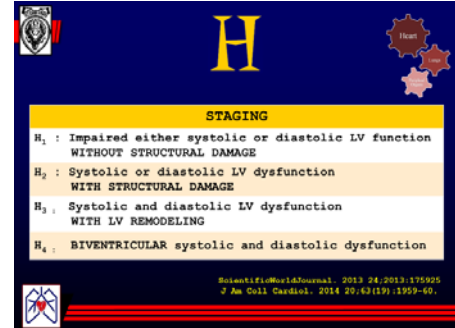 H
Heart
Lungs
STAGING
H1 : Impaired either systolic or diastolic LV function
WITHOUT STRUCTURAL DAMAGE
H2 : Systolic or diastolic LV dysfunction
WITH STRUCTURAL DAMAGE
H3 : Systolic and diastolic LV dysfunction
WITH LV REMODELING
H4 : BIVENTRICULAR systolic and diastolic dysfunction
ScientificWorldJournal. 2013 24;2013:175925
J Am Coll Cardiol. 2014 20;63(19):1959-60.